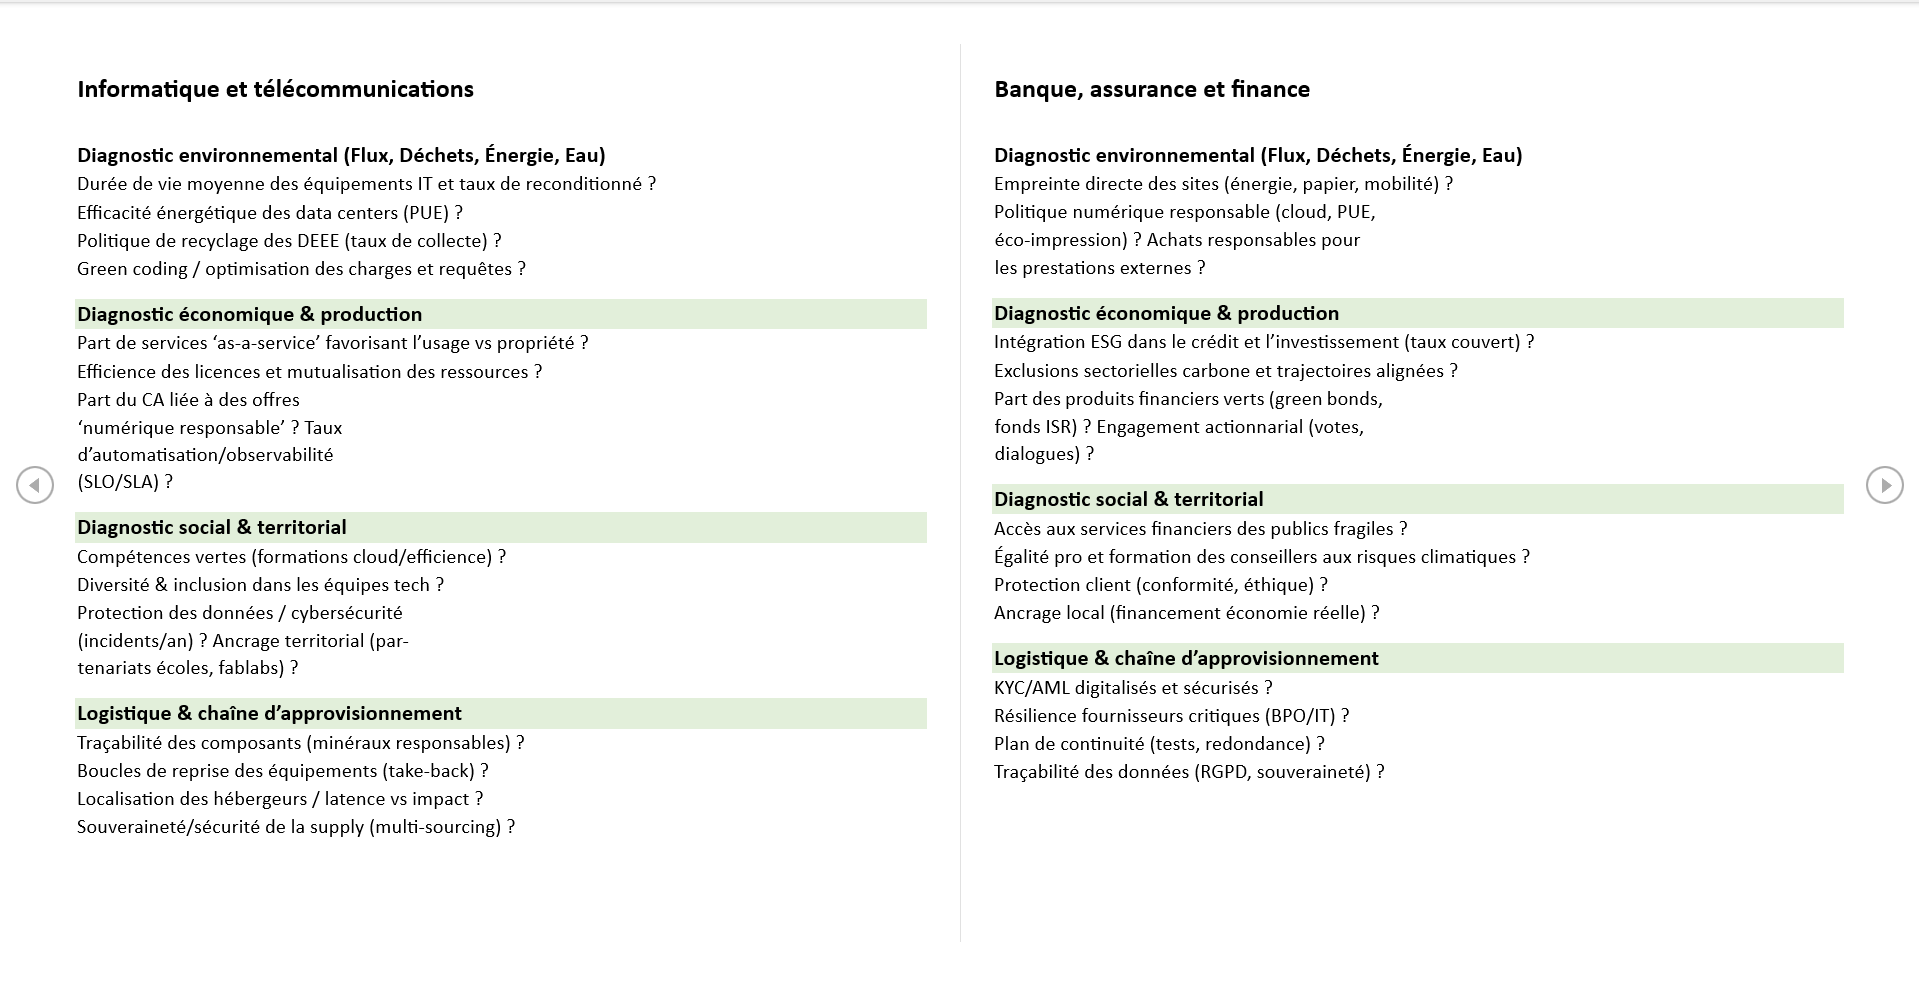 Informatique et télécommunications
Diagnostic environnemental (Flux, Déchets, Énergie, Eau)
Durée de vie moyenne des équipements IT et taux de reconditionné ?
Efficacité énergétique des data centers (PUE) ?
Politique de recyclage des DEEE (taux de collecte) ?
Green coding / optimisation des charges et requêtes ?
Diagnostic économique & production
Part de services ‘as-a-service’ favorisant l’usage vs propriété ?
Efficience des licences et mutualisation des ressources ?
Part du CA liée à des offres
‘numérique responsable’ ? Taux
d’automatisation/observabilité
(SLO/SLA) ?
Diagnostic social & territorial
Compétences vertes (formations cloud/efficience) ?
Diversité & inclusion dans les équipes tech ?
Protection des données / cybersécurité
(incidents/an) ? Ancrage territorial (par-
tenariats écoles, fablabs) ?
Logistique & chaîne d’approvisionnement
Traçabilité des composants (minéraux responsables) ?
Boucles de reprise des équipements (take-back) ?
Localisation des hébergeurs / latence vs impact ?
Souveraineté/sécurité de la supply (multi-sourcing) ?
Banque, assurance et finance
Diagnostic environnemental (Flux, Déchets, Énergie, Eau)
Empreinte directe des sites (énergie, papier, mobilité) ?
Politique numérique responsable (cloud, PUE,
éco-impression) ? Achats responsables pour
les prestations externes ?
Diagnostic économique & production
Intégration ESG dans le crédit et l’investissement (taux couvert) ?
Exclusions sectorielles carbone et trajectoires alignées ?
Part des produits financiers verts (green bonds,
fonds ISR) ? Engagement actionnarial (votes,
dialogues) ?
Diagnostic social & territorial
Accès aux services financiers des publics fragiles ?
Égalité pro et formation des conseillers aux risques climatiques ?
Protection client (conformité, éthique) ?
Ancrage local (financement économie réelle) ?
Logistique & chaîne d’approvisionnement
KYC/AML digitalisés et sécurisés ?
Résilience fournisseurs critiques (BPO/IT) ?
Plan de continuité (tests, redondance) ?
Traçabilité des données (RGPD, souveraineté) ?